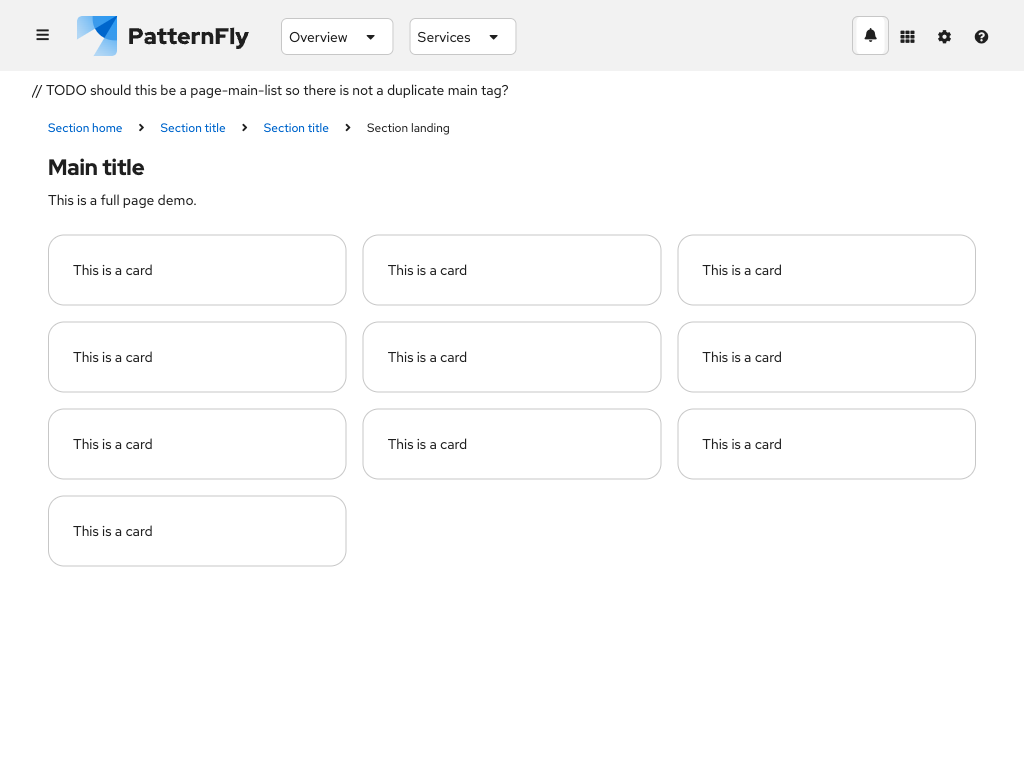 PatternFly Overview Services
// TODO should this be a page-main-list so there is not a duplicate main tag?
Section home Section title Section title Section landing
Main title
This is a full page demo.
This is a card This is a card This is a card
This is a card This is a card This is a card
This is a card This is a card This is a card
This is a card